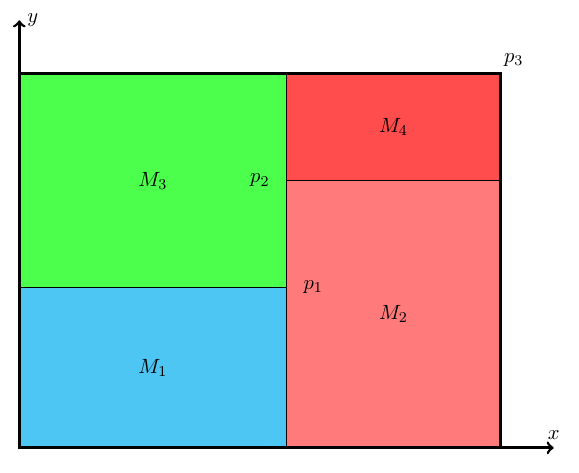 y
p₃
M₄
M₃
p₂
p₁
M₂
M₁
x